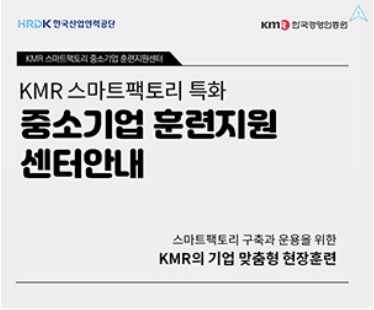 HRDK 한국산업인력공단
KMR 한국경영인증원
KMR 스마트팩토리 중소기업 훈련지원센터
KMR 스마트팩토리 특화
중소기업 훈련지원
센터안내
스마트팩토리 구축과 운용을 위한
KMR의 기업 맞춤형 현장훈련